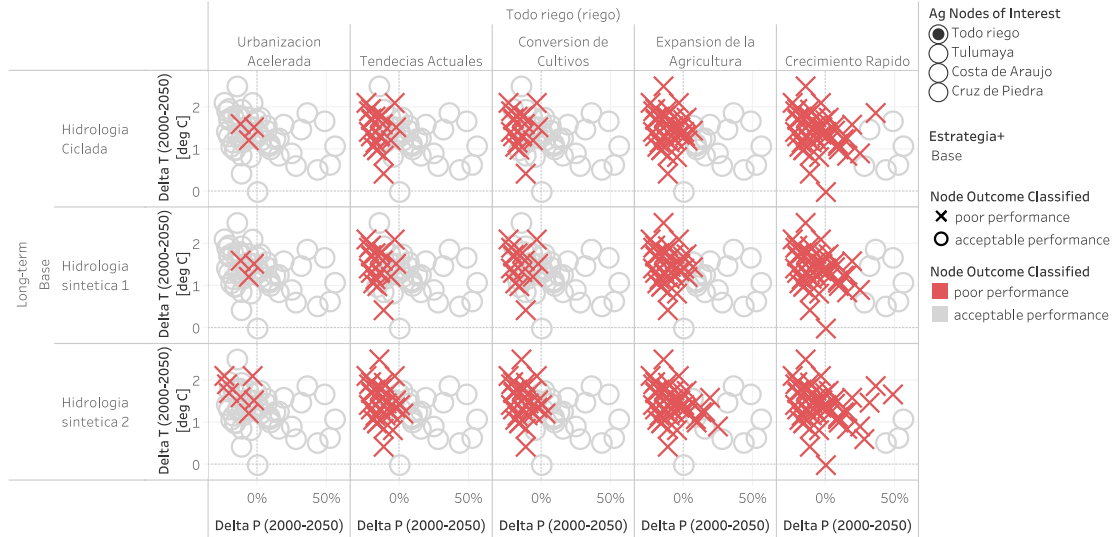 Todo riego (riego)
Urbanizacion
Acelerada
Tendecias Actuales
Conversion de
Cultivos
Expansion de la
Agricultura
Crecimiento Rapido
Long-term
Base
Hidrologia
Ciclada
Delta T (2000-2050)
[deg C]
2
1
0
Hidrologia
sintetica 1
Delta T (2000-2050)
[deg C]
2
1
0
Hidrologia
sintetica 2
Delta T (2000-2050)
[deg C]
2
1
0
0% 50% 0% 50% 0% 50% 0% 50% 0% 50%
Delta P (2000-2050) Delta P (2000-2050) Delta P (2000-2050) Delta P (2000-2050) Delta P (2000-2050)
Ag Nodes of Interest
Todo riego
Tulumaya
Costa de Araujo
Cruz de Piedra
Estrategia+
Base
Node Outcome Classified
poor performance
acceptable performance
Node Outcome Classified
poor performance
acceptable performance